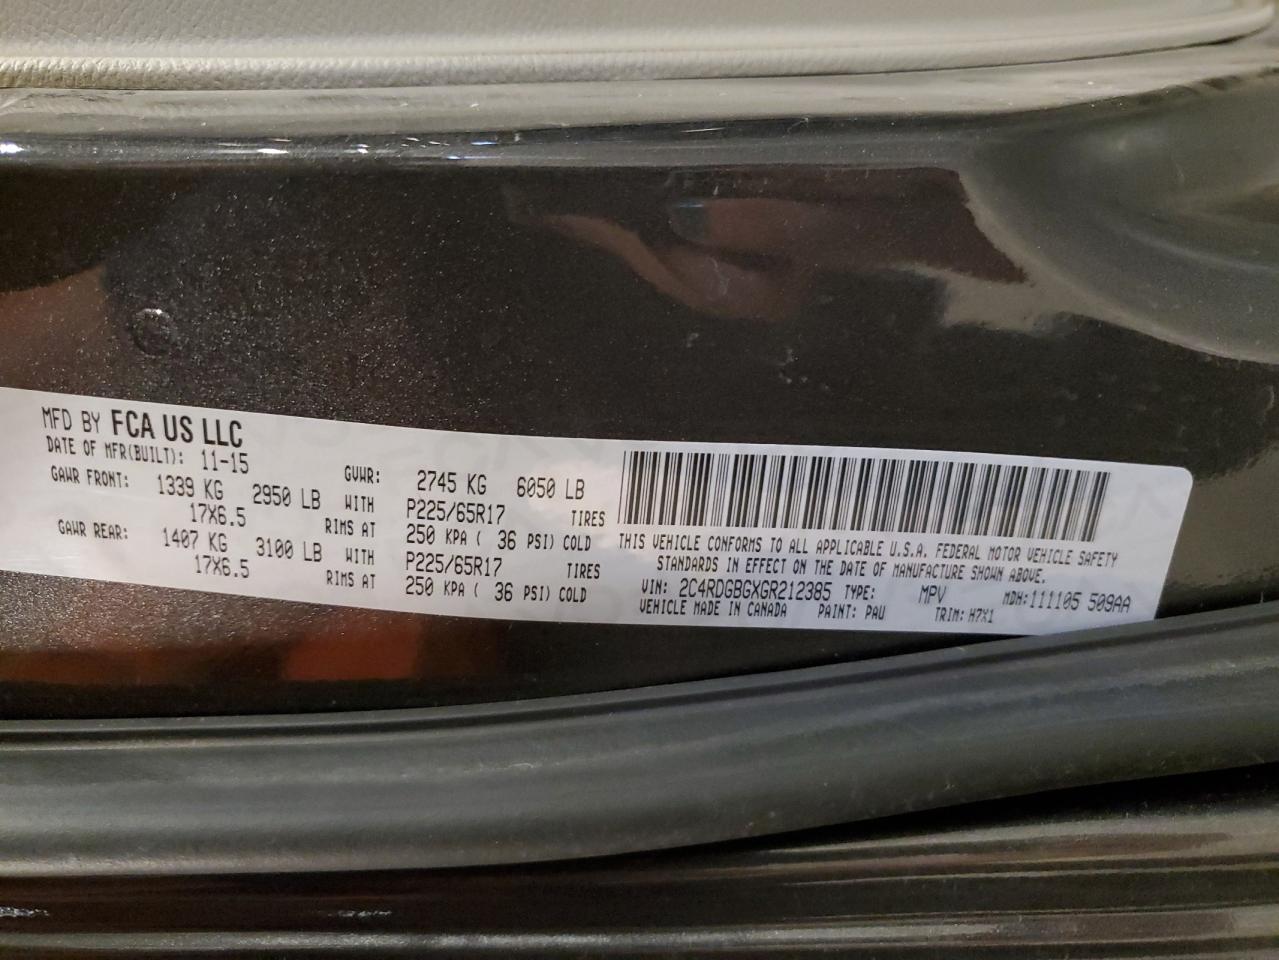 MFD BY FCA US LLC
DATE OF MFR(BUILT): 11-15 GVWR: 2745 KG 6050 LB
GAWR FRONT: 1339 KG 2950 LB WITH P225/65R17 TIRES
17X6.5 RIMS AT 250 KPA ( 36 PSI) COLD
GAWR REAR: 1407 KG 3100 LB WITH P225/65R17 TIRES
17X6.5 RIMS AT 250 KPA ( 36 PSI) COLD
THIS VEHICLE CONFORMS TO ALL APPLICABLE U.S.A. FEDERAL MOTOR VEHICLE SAFETY
STANDARDS IN EFFECT ON THE DATE OF MANUFACTURE SHOWN ABOVE.
VIN: 2C4RDGBGXGR212385 TYPE: MPV MDH:111105 509AA
VEHICLE MADE IN CANADA PAINT: PAU TRIM: H7X1